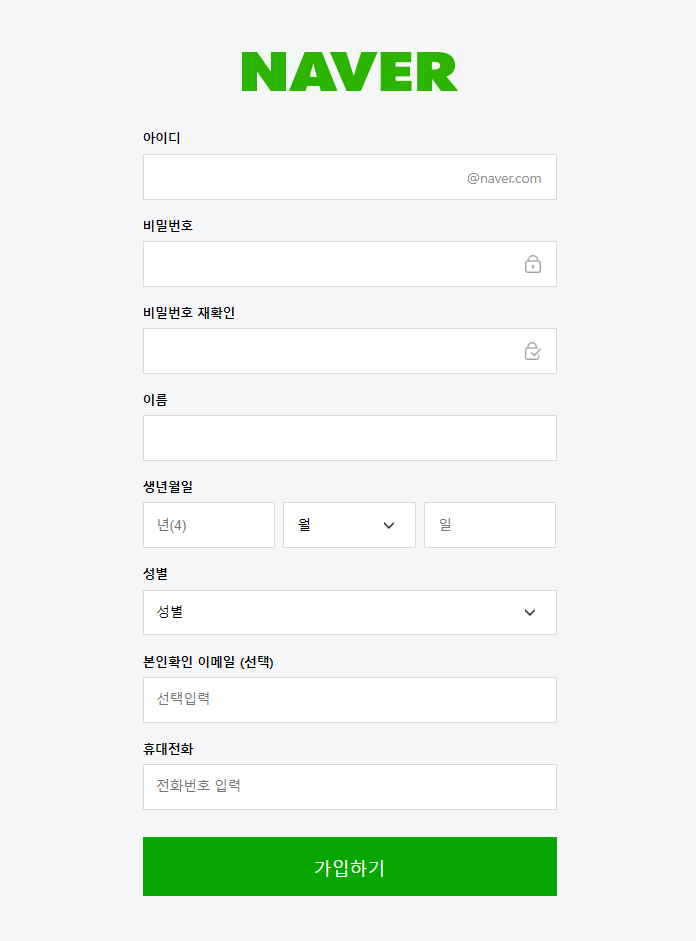 NAVER
아이디
@naver.com
비밀번호
비밀번호 재확인
이름
생년월일
년(4) 월 일
성별
성별
본인확인 이메일 (선택)
선택입력
휴대전화
전화번호 입력
가입하기